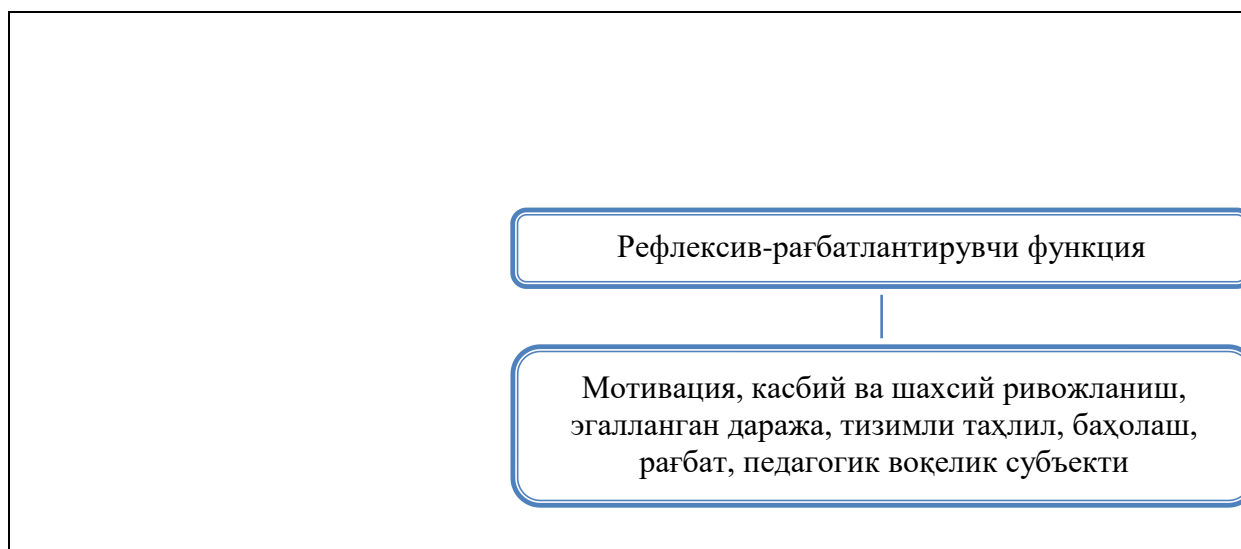 Рефлексив-рағбатлантирувчи функция
Мотивация, касбий ва шахсий ривожланиш,
эгалланган даража, тизимли таҳлил, баҳолаш,
рағбат, педагогик воқелик субъекти